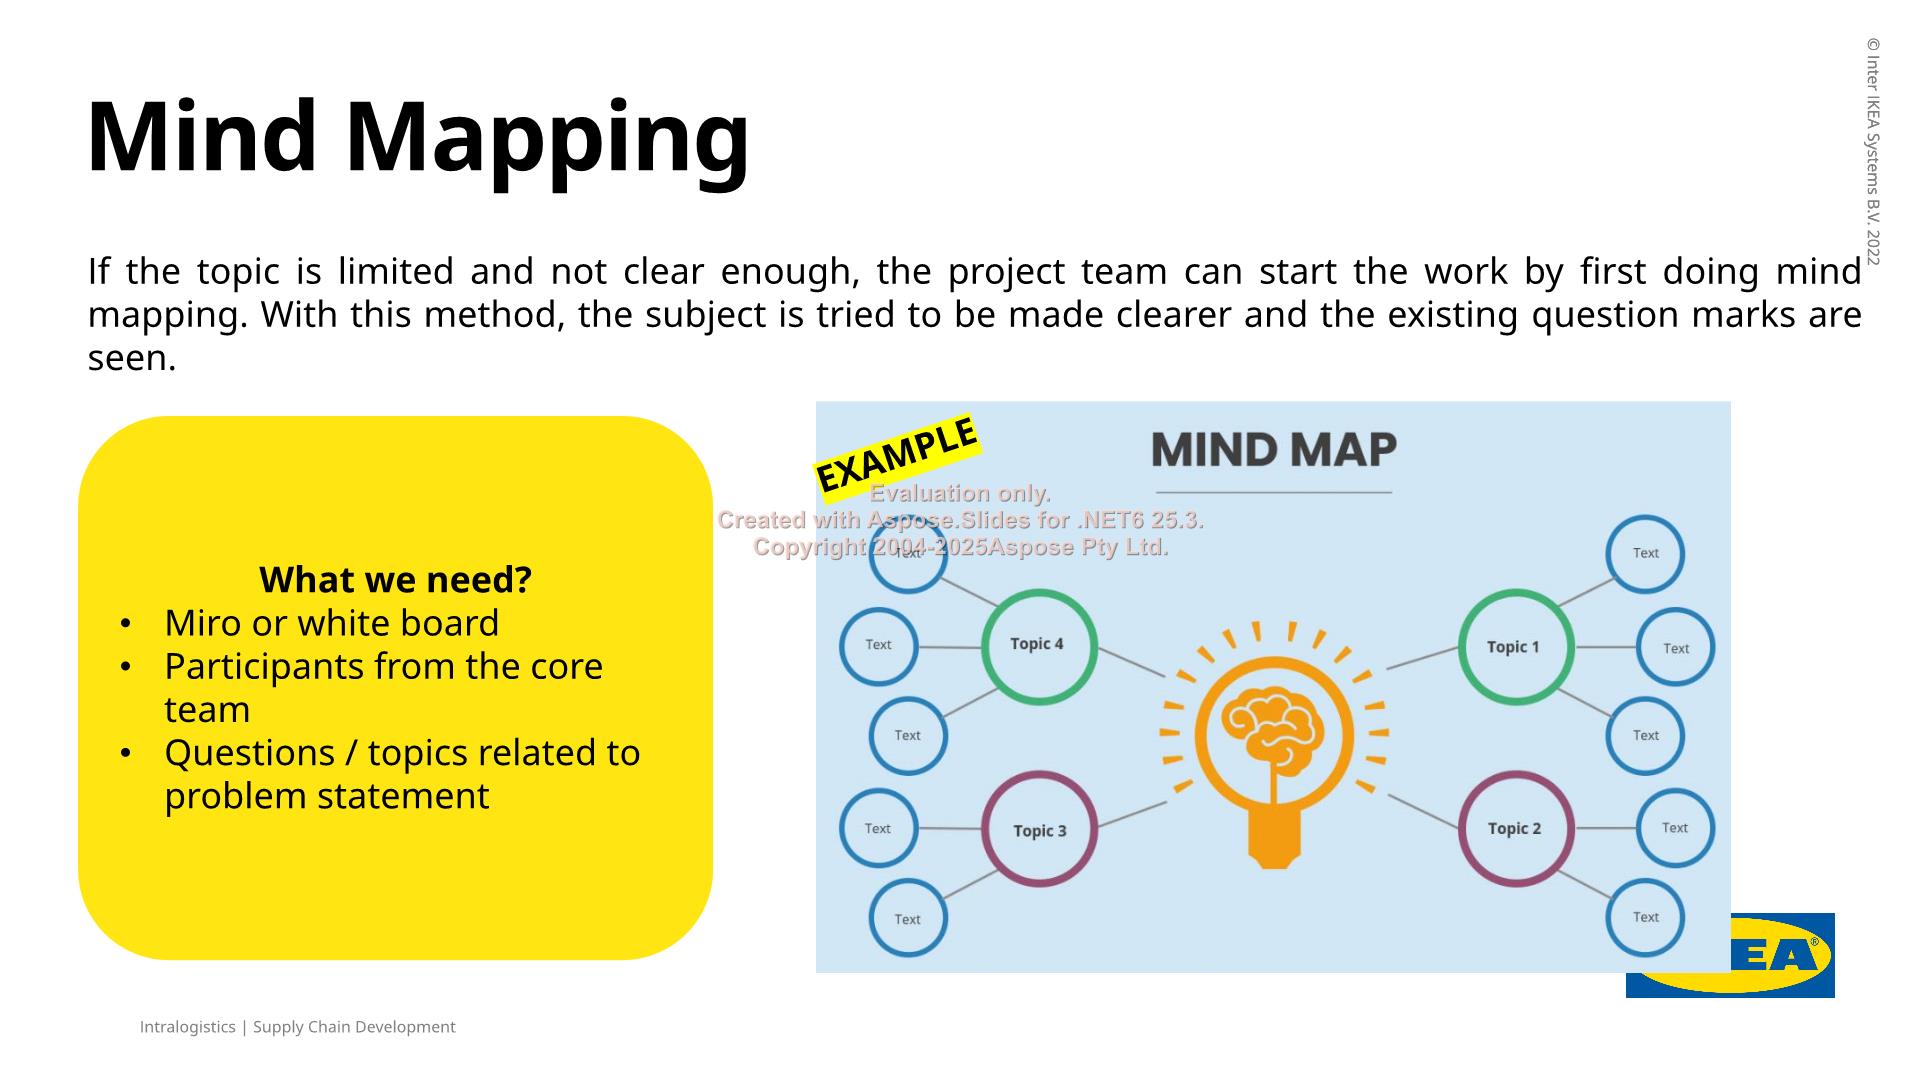 © Inter IKEA Systems B.V. 2022
Mind Mapping
If the topic is limited and not clear enough, the project team can start the work by first doing mind
mapping. With this method, the subject is tried to be made clearer and the existing question marks are
seen.
What we need?
• Miro or white board
• Participants from the core
team
• Questions / topics related to
problem statement
EXAMPLE
MIND MAP
Evaluation only.
Created with Aspose.Slides for .NET6 25.3.
Copyright 2004-2025Aspose Pty Ltd.
Text
Text
Text
Topic 4
Text
Text
Topic 3
Topic 1
Text
Text
Text
Topic 2
Text
Text
EA®
Intralogistics | Supply Chain Development